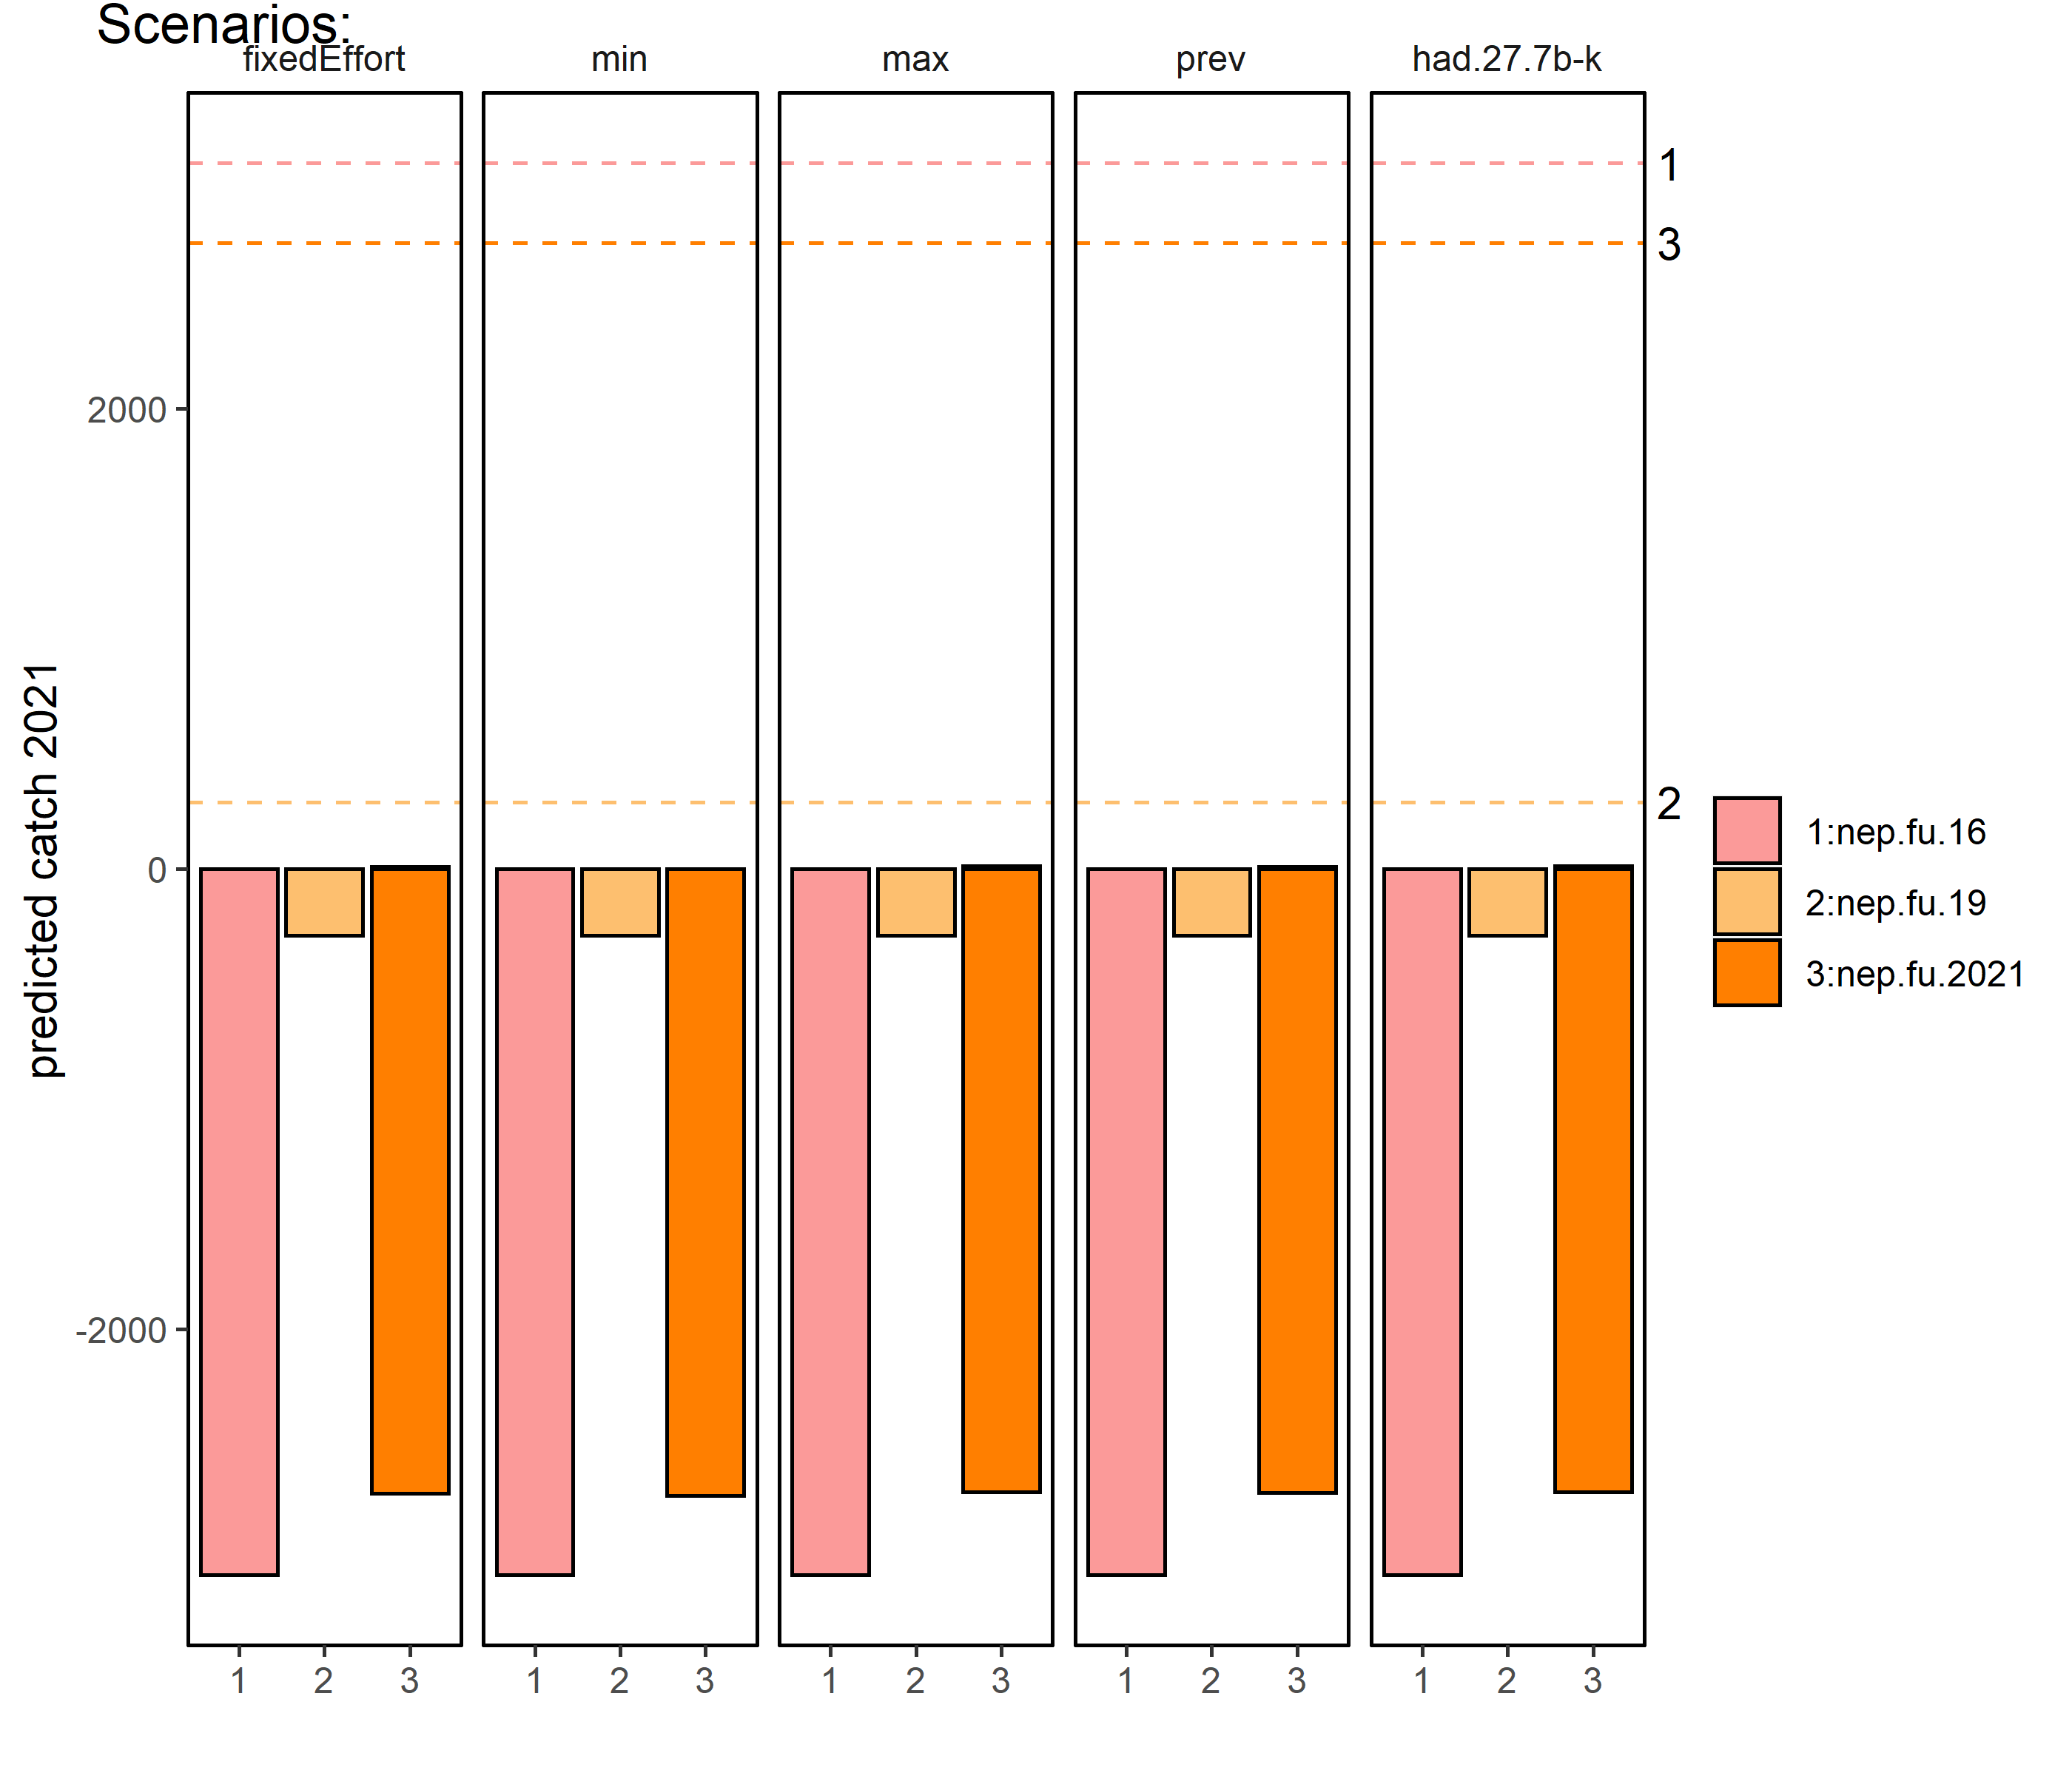 Scenarios:
fixedEffort min max prev had.27.7b-k
1
3
2000
predicted catch 2021
2
0
1:nep.fu.16
2:nep.fu.19
3:nep.fu.2021
-2000
1 2 3 1 2 3 1 2 3 1 2 3 1 2 3